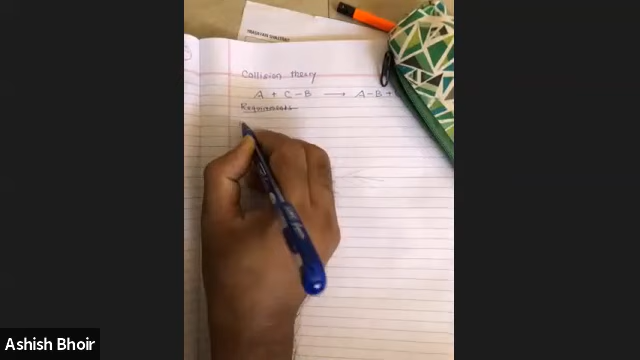 Collision theory
A + C - B ⟶ A - B +
Requirements
Ashish Bhoir